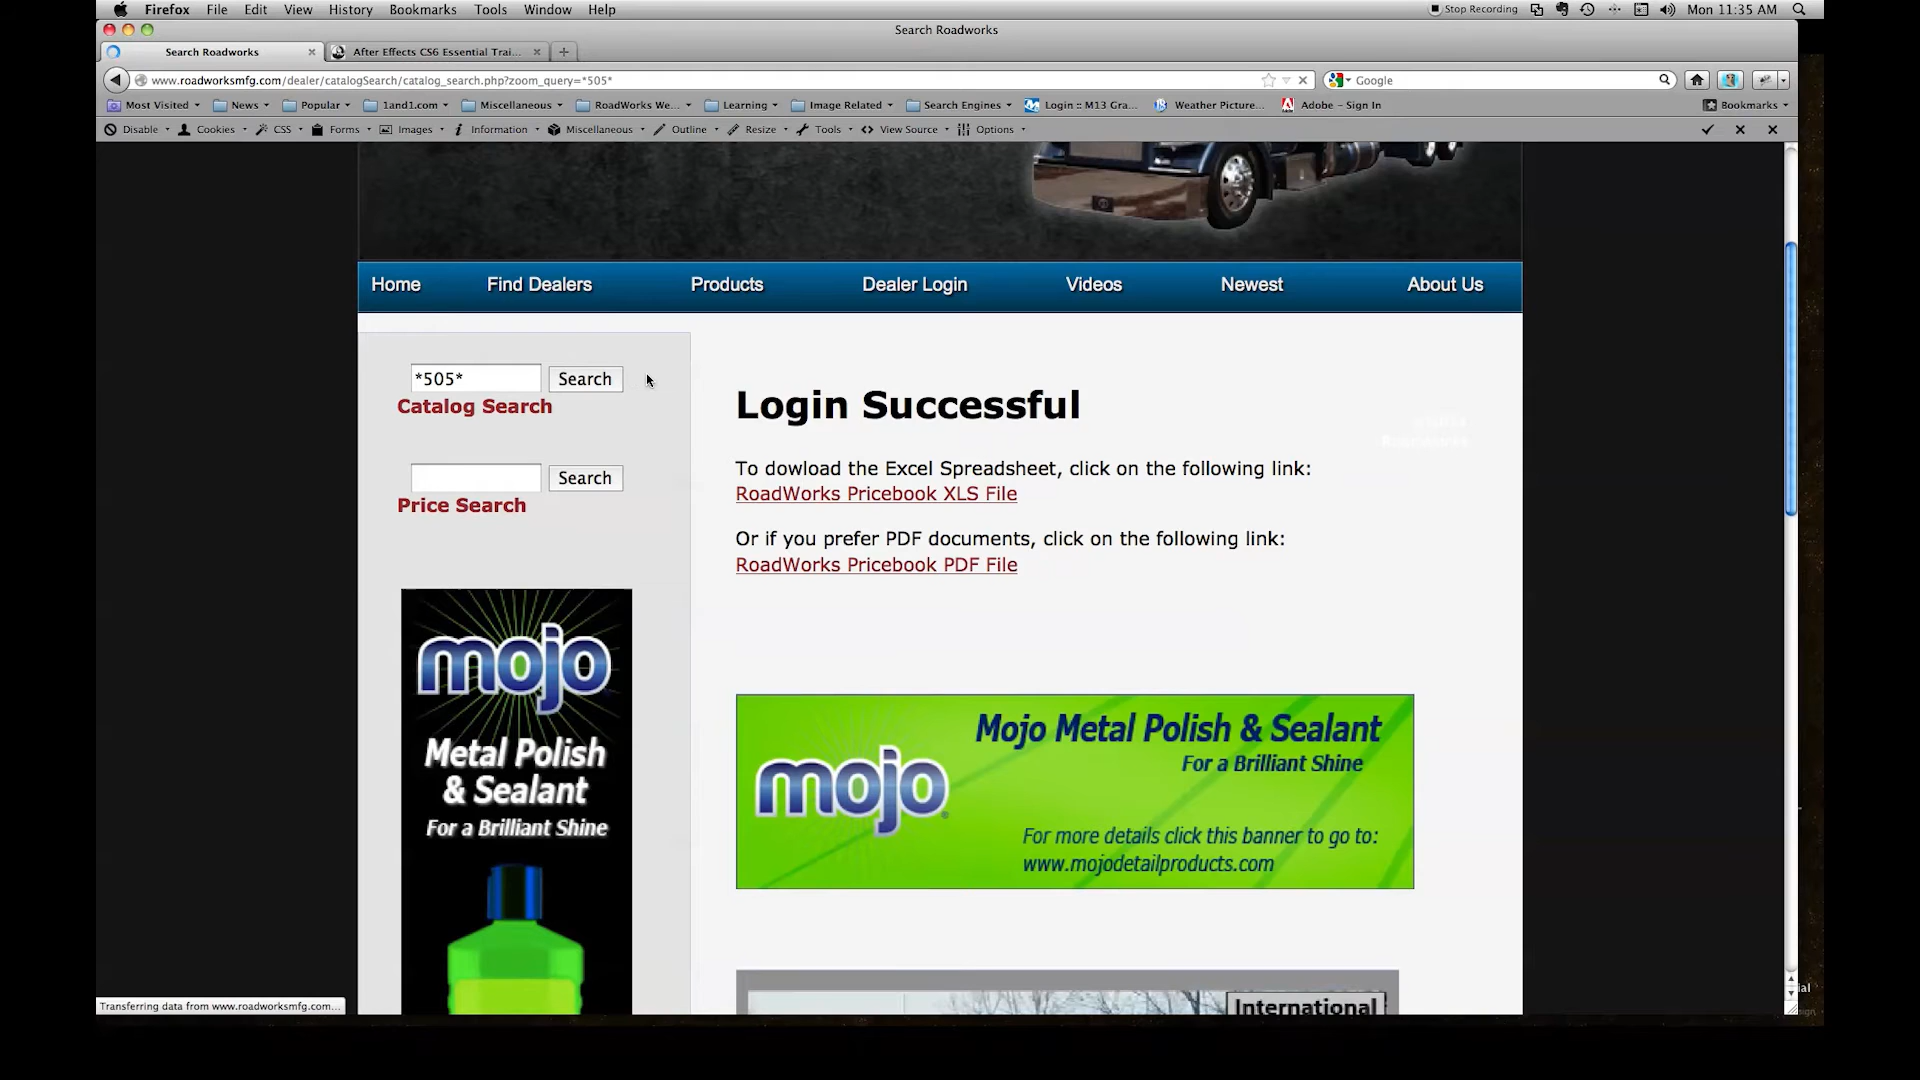 Firefox File Edit View History Bookmarks Tools Window Help
Stop Recording Mon 11:35 AM
Search Roadworks
Search Roadworks After Effects CS6 Essential Trai...
www.roadworksmfg.com/dealer/catalogSearch/catalog_search.php?zoom_query=*505*
Google
Most Visited News Popular 1and1.com Miscellaneous RoadWorks We... Learning Image Related Search Engines Login :: M13 Gra... Weather Picture... Adobe - Sign In Bookmarks
Disable Cookies CSS Forms Images Information Miscellaneous Outline Resize Tools View Source Options
Home Find Dealers Products Dealer Login Videos Newest About Us
*505* Search
Catalog Search
Search
Price Search
Login Successful
To dowload the Excel Spreadsheet, click on the following link:
RoadWorks Pricebook XLS File
Or if you prefer PDF documents, click on the following link:
RoadWorks Pricebook PDF File
mojo
Metal Polish
& Sealant
For a Brilliant Shine
mojo
Mojo Metal Polish & Sealant
For a Brilliant Shine
For more details click this banner to go to:
www.mojodetailproducts.com
International
Transferring data from www.roadworksmfg.com...